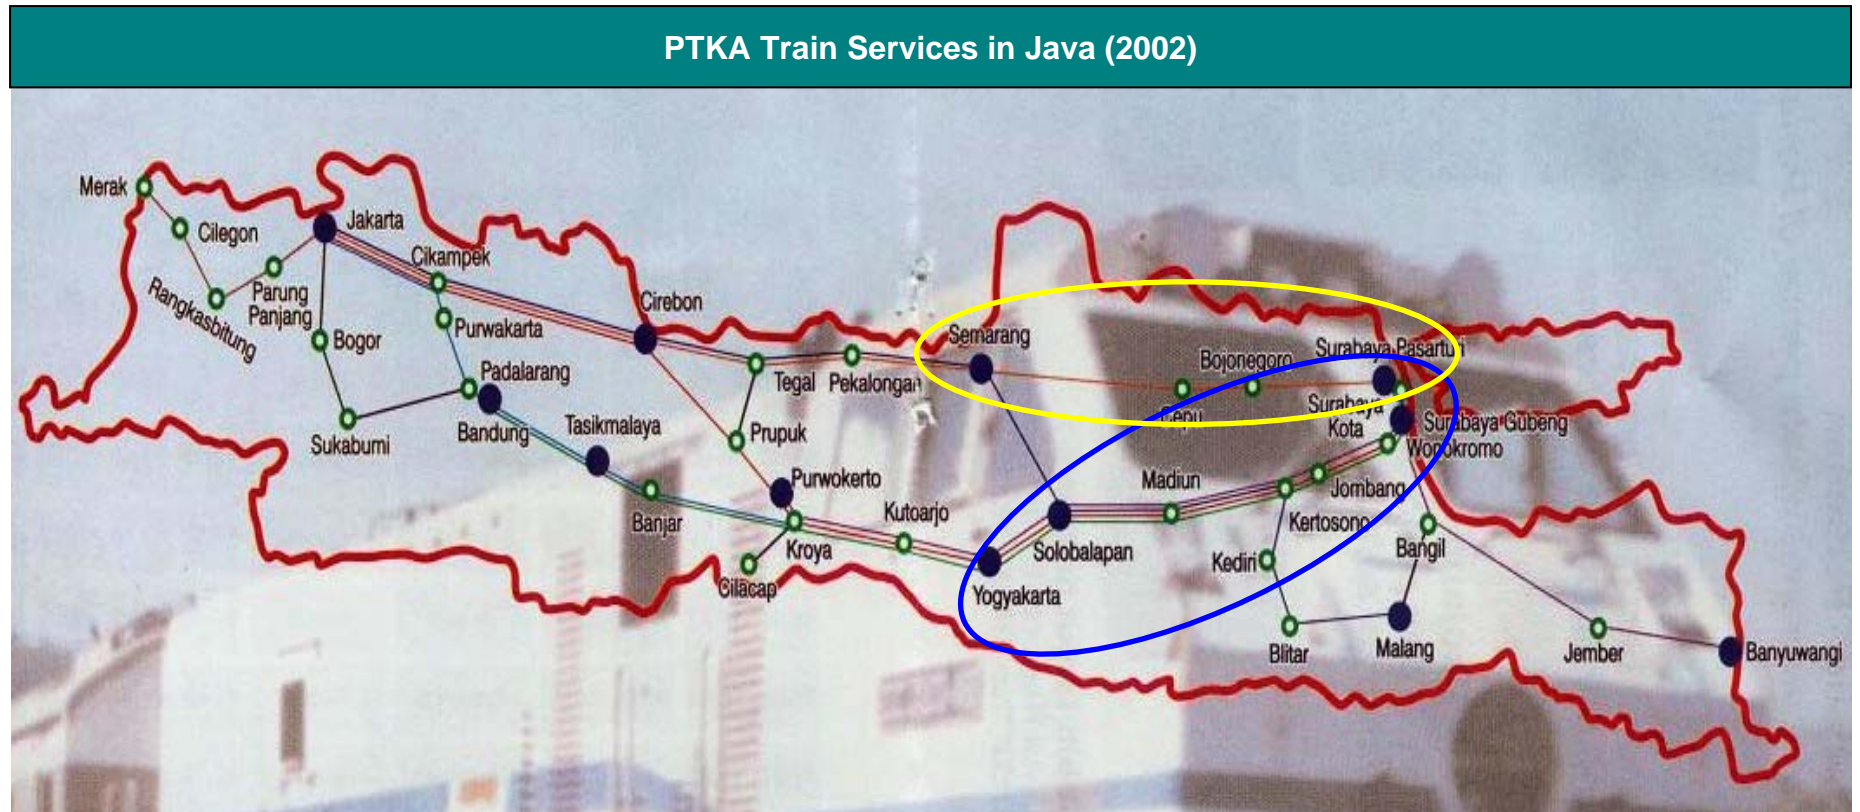 PTKA Train Services in Java (2002)
Merak
Cilegon
Rangkasbitung
Parung
Panjang
Jakarta
Bogor
Sukabumi
Cikampek
Purwakarta
Padalarang
Bandung
Tasikmalaya
Banjar
Cirebon
Tegal
Pekalongan
Prupuk
Purwokerto
Kroya
Cilacap
Kutoarjo
Yogyakarta
Semarang
Solobalapan
Madiun
Cepu
Bojonegoro
Surabaya Pasarturi
Surabaya
Kota
Surabaya Gubeng
Wonokromo
Jombang
Kertosono
Kediri
Blitar
Malang
Bangil
Jember
Banyuwangi